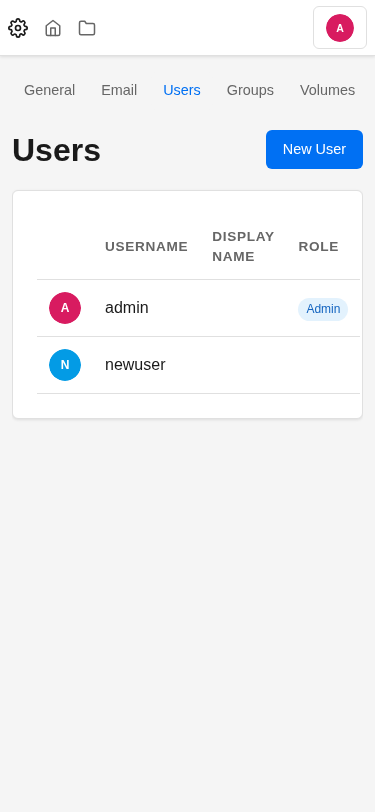 A
General Email Users Groups Volumes
Users
New User
USERNAME DISPLAY NAME ROLE
A admin Admin
N newuser